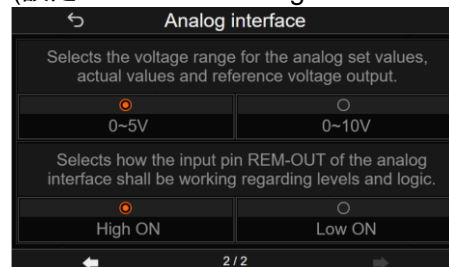 Analog interface
Selects the voltage range for the analog set values,
actual values and reference voltage output.
0~5V
0~10V
Selects how the input pin REM-OUT of the analog
interface shall be working regarding levels and logic.
High ON
Low ON
2/2